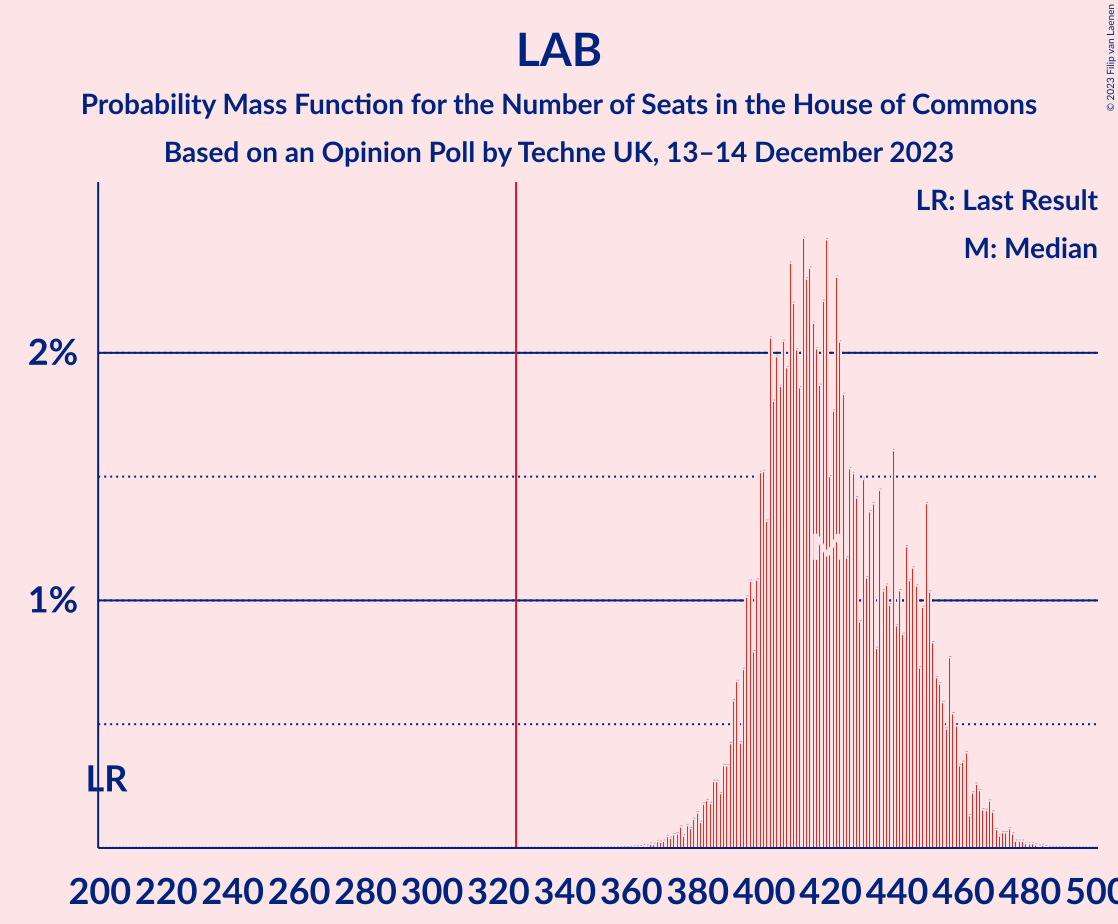 LAB
Probability Mass Function for the Number of Seats in the House of Commons
Based on an Opinion Poll by Techne UK, 13–14 December 2023
© 2023 Filip van Laenen
LR: Last Result
M: Median
2%
1%
LR
M
200 220 240 260 280 300 320 340 360 380 400 420 440 460 480 500